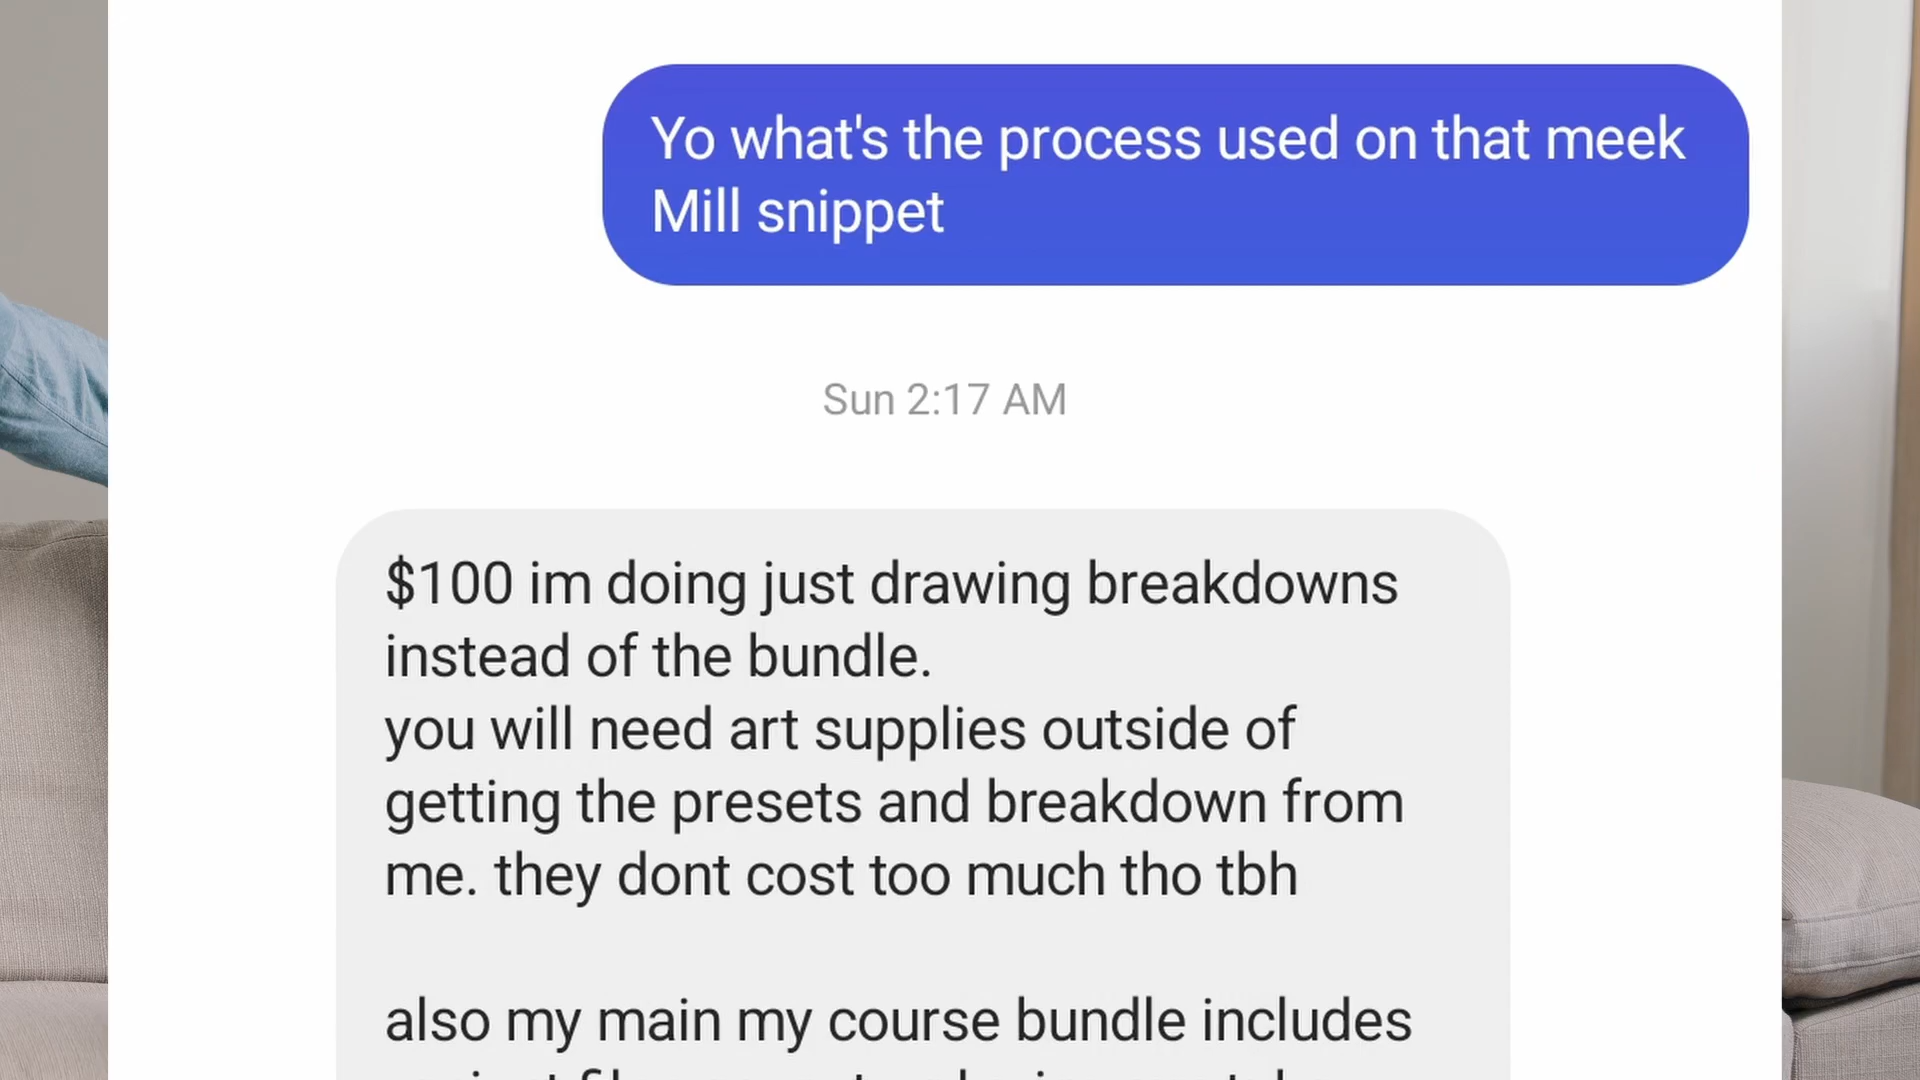 Yo what's the process used on that meek
Mill snippet
Sun 2:17 AM
$100 im doing just drawing breakdowns
instead of the bundle.
you will need art supplies outside of
getting the presets and breakdown from
me. they dont cost too much tho tbh
also my main my course bundle includes